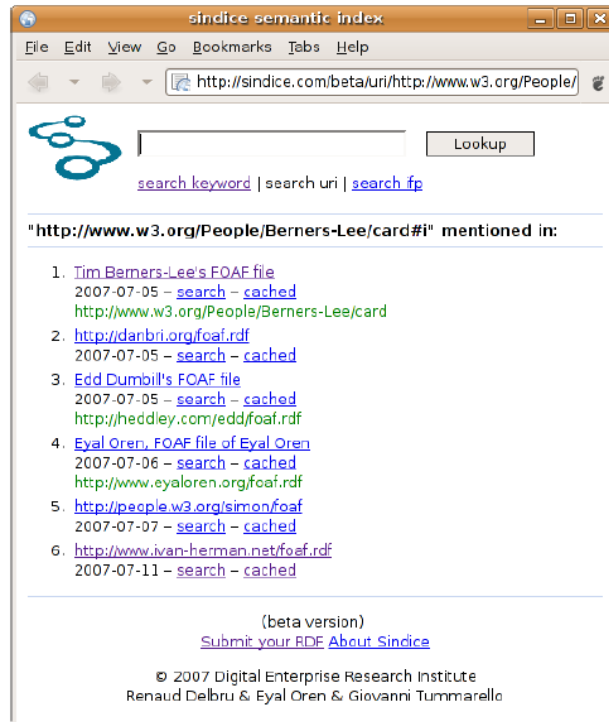 sindice semantic index
File Edit View Go Bookmarks Tabs Help
http://sindice.com/beta/uri/http://www.w3.org/People/
Lookup
search keyword | search uri | search ifp
"http://www.w3.org/People/Berners-Lee/card#i" mentioned in:
1. Tim Berners-Lee's FOAF file
2007-07-05 – search – cached
http://www.w3.org/People/Berners-Lee/card
2. http://danbri.org/foaf.rdf
2007-07-05 – search – cached
3. Edd Dumbill's FOAF file
2007-07-05 – search – cached
http://heddley.com/edd/foaf.rdf
4. Eyal Oren, FOAF file of Eyal Oren
2007-07-06 – search – cached
http://www.eyaloren.org/foaf.rdf
5. http://people.w3.org/simon/foaf
2007-07-07 – search – cached
6. http://www.ivan-herman.net/foaf.rdf
2007-07-11 – search – cached
(beta version)
Submit your RDF About Sindice
© 2007 Digital Enterprise Research Institute
Renaud Delbru & Eyal Oren & Giovanni Tummarello